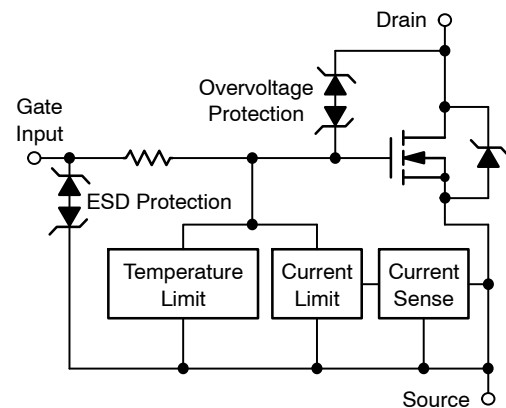 Drain
Overvoltage
Protection
Gate
Input
ESD Protection
Temperature
Limit
Current
Limit
Current
Sense
Source